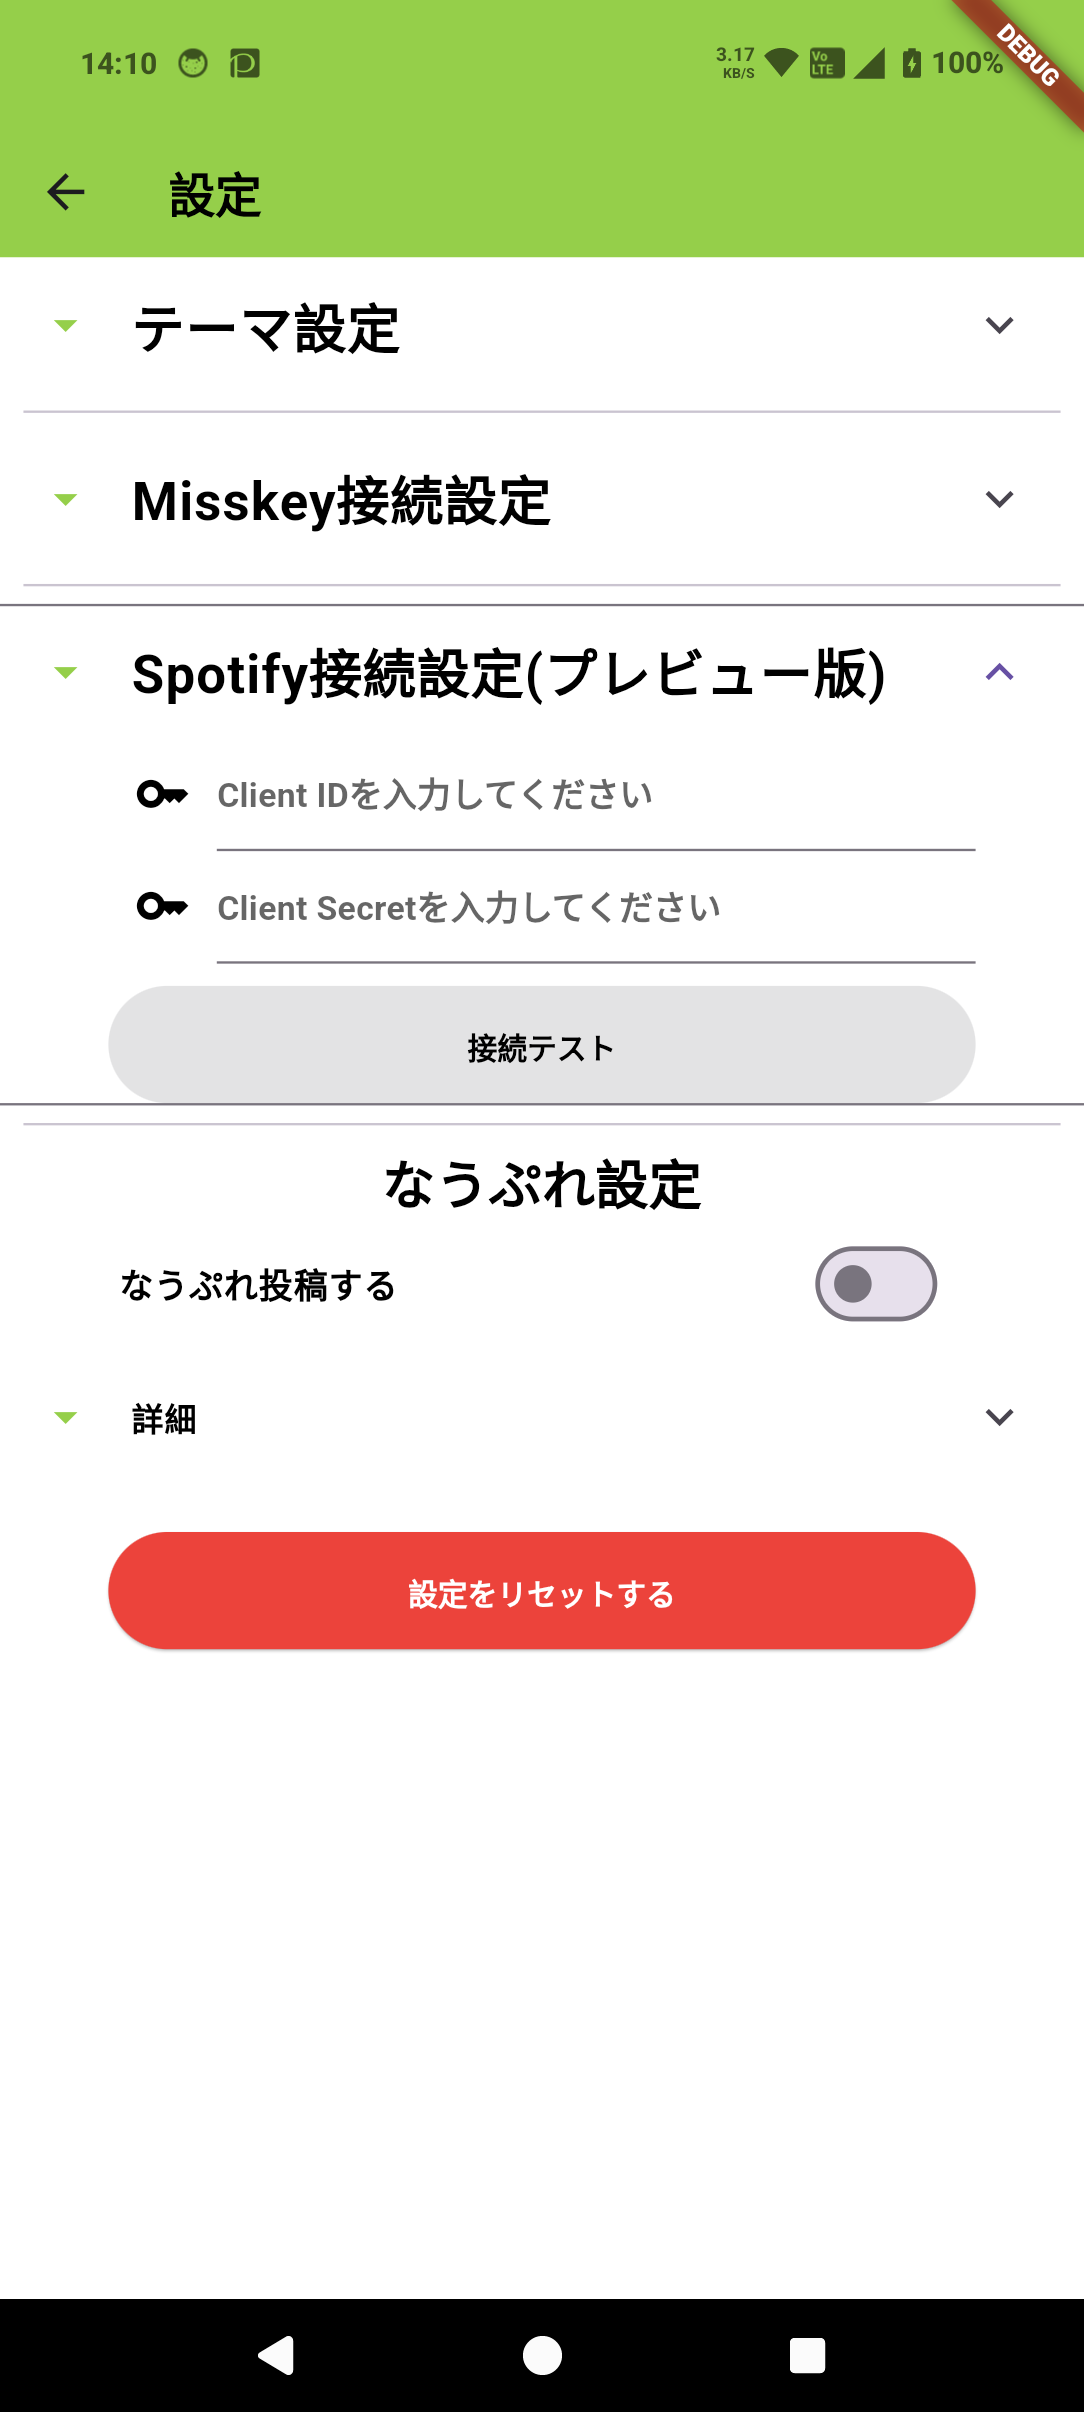 14:10
3.17
KB/S
Vo
LTE
100%
DEBUG
設定
テーマ設定
Misskey接続設定
Spotify接続設定(プレビュー版)
Client IDを入力してください
Client Secretを入力してください
接続テスト
なうぷれ設定
なうぷれ投稿する
詳細
設定をリセットする